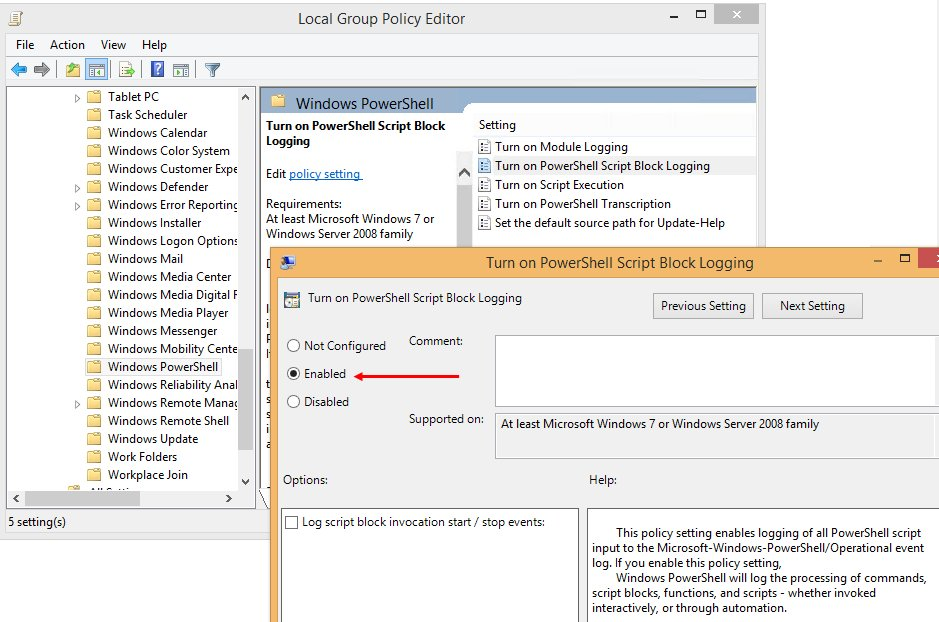 Local Group Policy Editor
File Action View Help
Tablet PC
Task Scheduler
Windows Calendar
Windows Color System
Windows Customer Expe
Windows Defender
Windows Error Reporting
Windows Installer
Windows Logon Options
Windows Mail
Windows Media Center
Windows Media Digital R
Windows Media Player
Windows Messenger
Windows Mobility Cente
Windows PowerShell
Windows Reliability Anal
Windows Remote Manag
Windows Remote Shell
Windows Update
Work Folders
Workplace Join
5 setting(s)
Windows PowerShell
Turn on PowerShell Script Block
Logging
Edit policy setting
Requirements:
At least Microsoft Windows 7 or
Windows Server 2008 family
Setting
Turn on Module Logging
Turn on PowerShell Script Block Logging
Turn on Script Execution
Turn on PowerShell Transcription
Set the default source path for Update-Help
Turn on PowerShell Script Block Logging
Turn on PowerShell Script Block Logging
Previous Setting
Next Setting
Not Configured
Enabled
Disabled
Comment:
Supported on:
At least Microsoft Windows 7 or Windows Server 2008 family
Options:
Help:
Log script block invocation start / stop events:
This policy setting enables logging of all PowerShell script
input to the Microsoft-Windows-PowerShell/Operational event
log. If you enable this policy setting,
Windows PowerShell will log the processing of commands,
script blocks, functions, and scripts - whether invoked
interactively, or through automation.